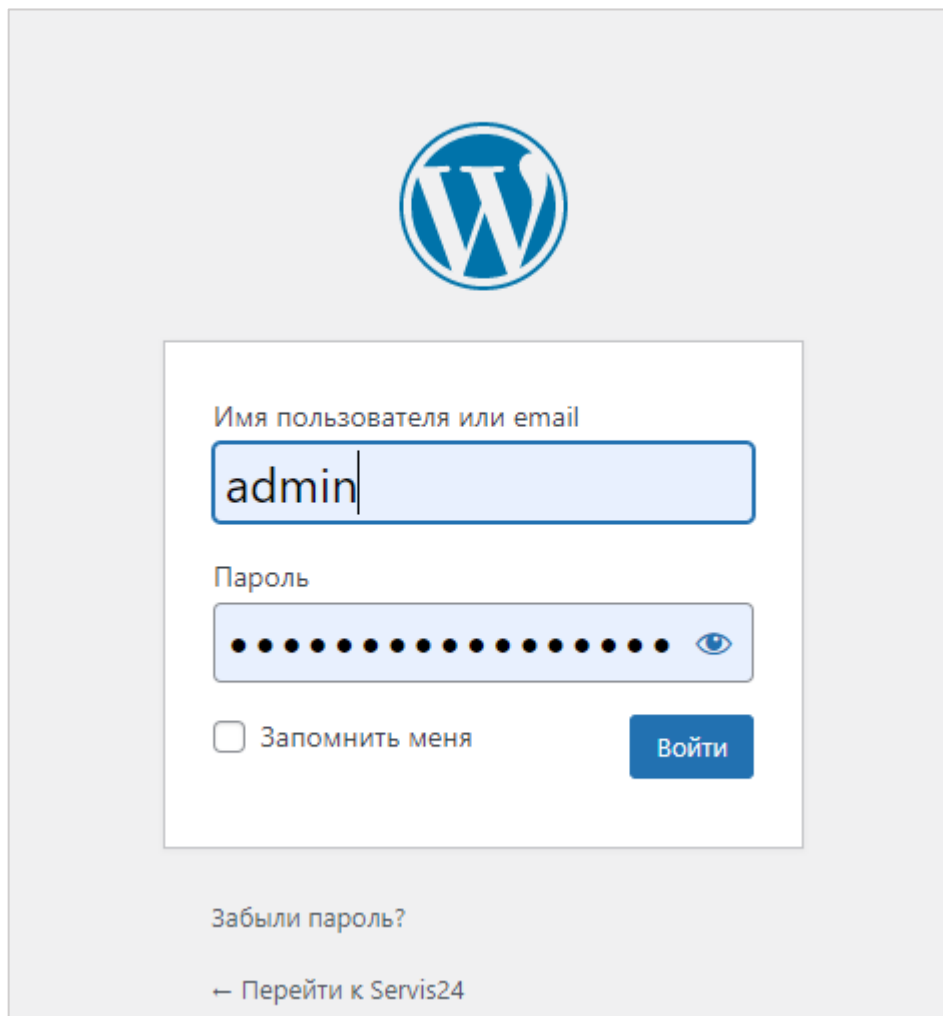 Имя пользователя или email
admin
Пароль
•••••••••••••••••
Запомнить меня
Войти
Забыли пароль?
← Перейти к Servis24